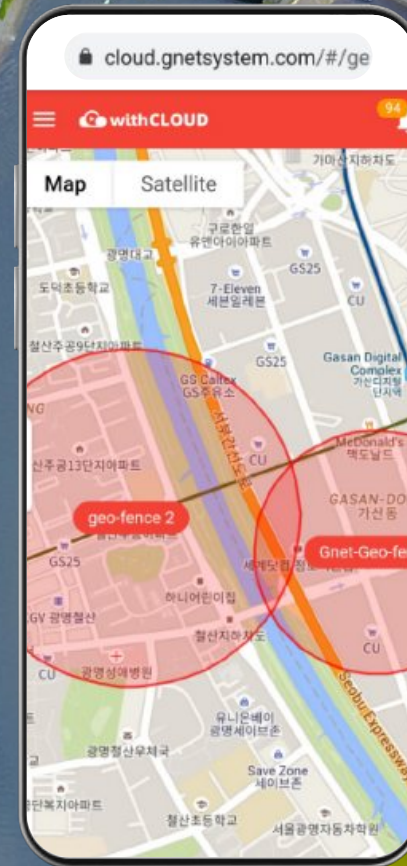 cloud.gnetsystem.com/#/ge
withCLOUD
94
Map
Satellite
가마산지하차도
구로한일
유앤아이아파트
광명대교
GS25
도덕초등학교
7-Eleven
세븐일레븐
CU
철산주공9단지아파트
GS25
Gasan Digital
Complex
가산디지털
단지역
GS Caltex
GS주유소
NG
서부간선도로
McDonald's
맥도날드
CU
산주공13단지아파트
GASAN-DO
가산동
geo-fence 2
Gnet-Geo-fe
GS25
하니어린이집
CGV 광명철산
철산지하차도
CU
CU
광명성애병원
Seobu Expressway
유니온베이
광명세이브존
광명철산우체국
Save Zone
세이브존
단복지아파트
철산초등학교
서울광명자동차학원